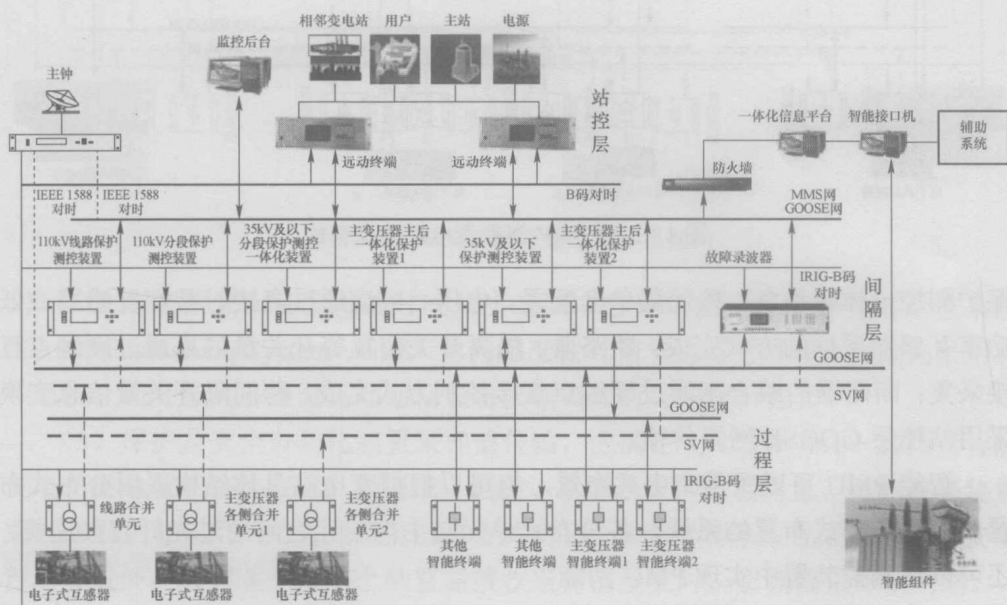 相邻变电站 用户 主站 电源
监控后台
主钟
站控层
一体化信息平台 智能接口机
辅助
系统
远动终端 远动终端
防火墙
IEEE 1588
对时
IEEE 1588
对时
B码对时
MMS网
GOOSE网
110kV线路保护
测控装置
110kV分段保护
测控装置
35kV及以下
分段保护测控
一体化装置
主变压器主后
一体化保护
装置1
35kV及以下
保护测控装置
主变压器主后
一体化保护
装置2
故障录波器
IRIG-B码
对时
间隔层
GOOSE网
SV网
GOOSE网
SV网
过程层
IRIG-B码
对时
线路合并
单元
主变压器
各侧合并
单元1
主变压器
各侧合并
单元2
其他
智能终端
其他
智能终端
主变压器
智能终端1
主变压器
智能终端2
电子式互感器 电子式互感器 电子式互感器
智能组件